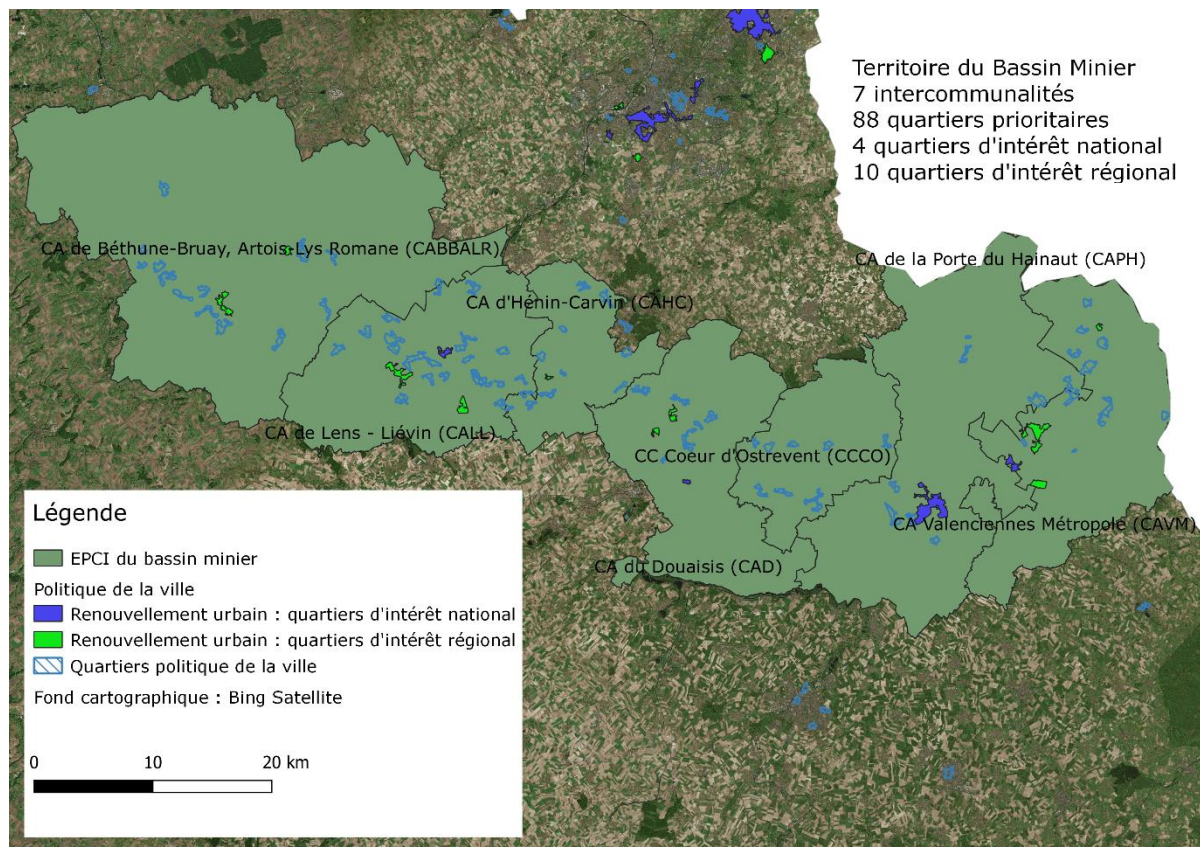 Territoire du Bassin Minier
7 intercommunalités
88 quartiers prioritaires
4 quartiers d'intérêt national
10 quartiers d'intérêt régional
CA de Béthune-Bruay, Artois-Lys Romane (CABBALR)
CA de la Porte du Hainaut (CAPH)
CA d'Hénin-Carvin (CAHC)
CA de Lens - Liévin (CALL)
CC Coeur d'Ostrevent (CCCO)
CA Valenciennes Métropole (CAVM)
CA du Douaisis (CAD)
Légende
EPCI du bassin minier
Politique de la ville
Renouvellement urbain : quartiers d'intérêt national
Renouvellement urbain : quartiers d'intérêt régional
Quartiers politique de la ville
Fond cartographique : Bing Satellite
0 10 20 km